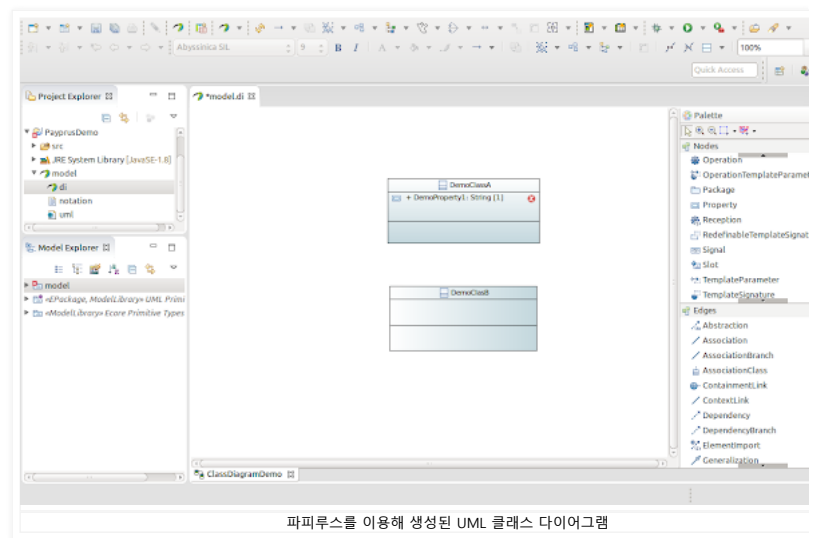 Abyssinica SIL
9
B I A
100%
Quick Access
Project Explorer
PayprusDemo
src
JRE System Library [JavaSE-1.8]
model
di
notation
uml
Model Explorer
model
«EPackage, ModelLibrary» UML Primi
«ModelLibrary» Ecore Primitive Types
*model.di
DemoClassA
+ DemoProperty1: String [1]
DemoClasB
ClassDiagramDemo
Palette
Nodes
Operation
OperationTemplateParamet
Package
Property
Reception
RedefinableTemplateSignat
Signal
Slot
TemplateParameter
TemplateSignature
Edges
Abstraction
Association
AssociationBranch
AssociationClass
ContainmentLink
ContextLink
Dependency
DependencyBranch
ElementImport
Generalization
파피루스를 이용해 생성된 UML 클래스 다이어그램